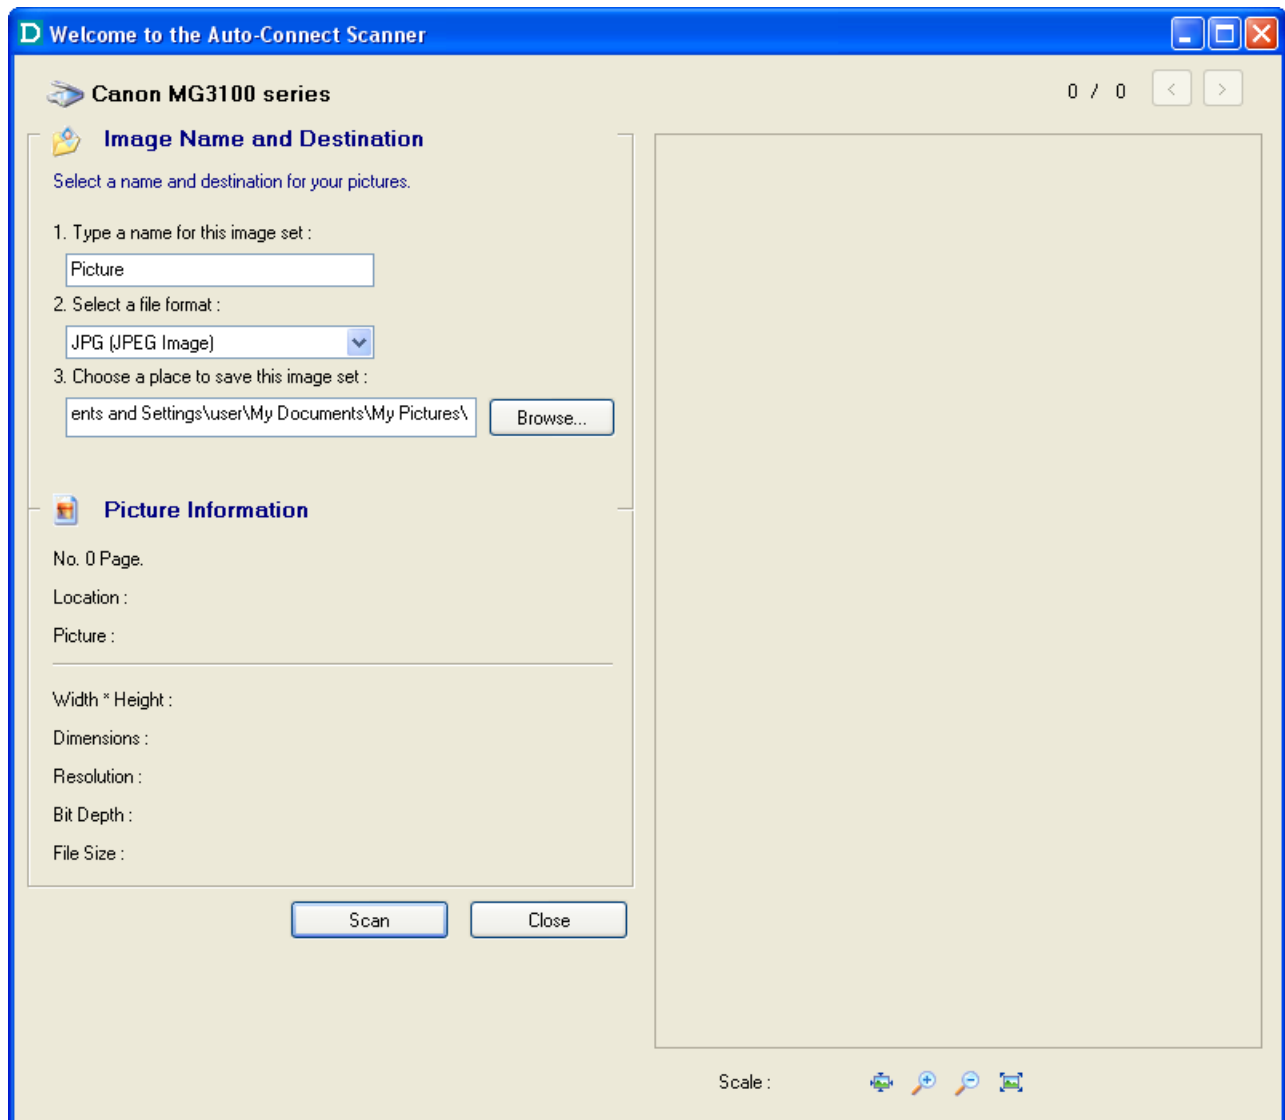 D Welcome to the Auto-Connect Scanner
Canon MG3100 series
0 / 0
< >
Image Name and Destination
Select a name and destination for your pictures.
1. Type a name for this image set :
Picture
2. Select a file format :
JPG (JPEG Image)
3. Choose a place to save this image set :
ents and Settings\user\My Documents\My Pictures\
Browse...
Picture Information
No. 0 Page.
Location :
Picture :
Width * Height :
Dimensions :
Resolution :
Bit Depth :
File Size :
Scan
Close
Scale :